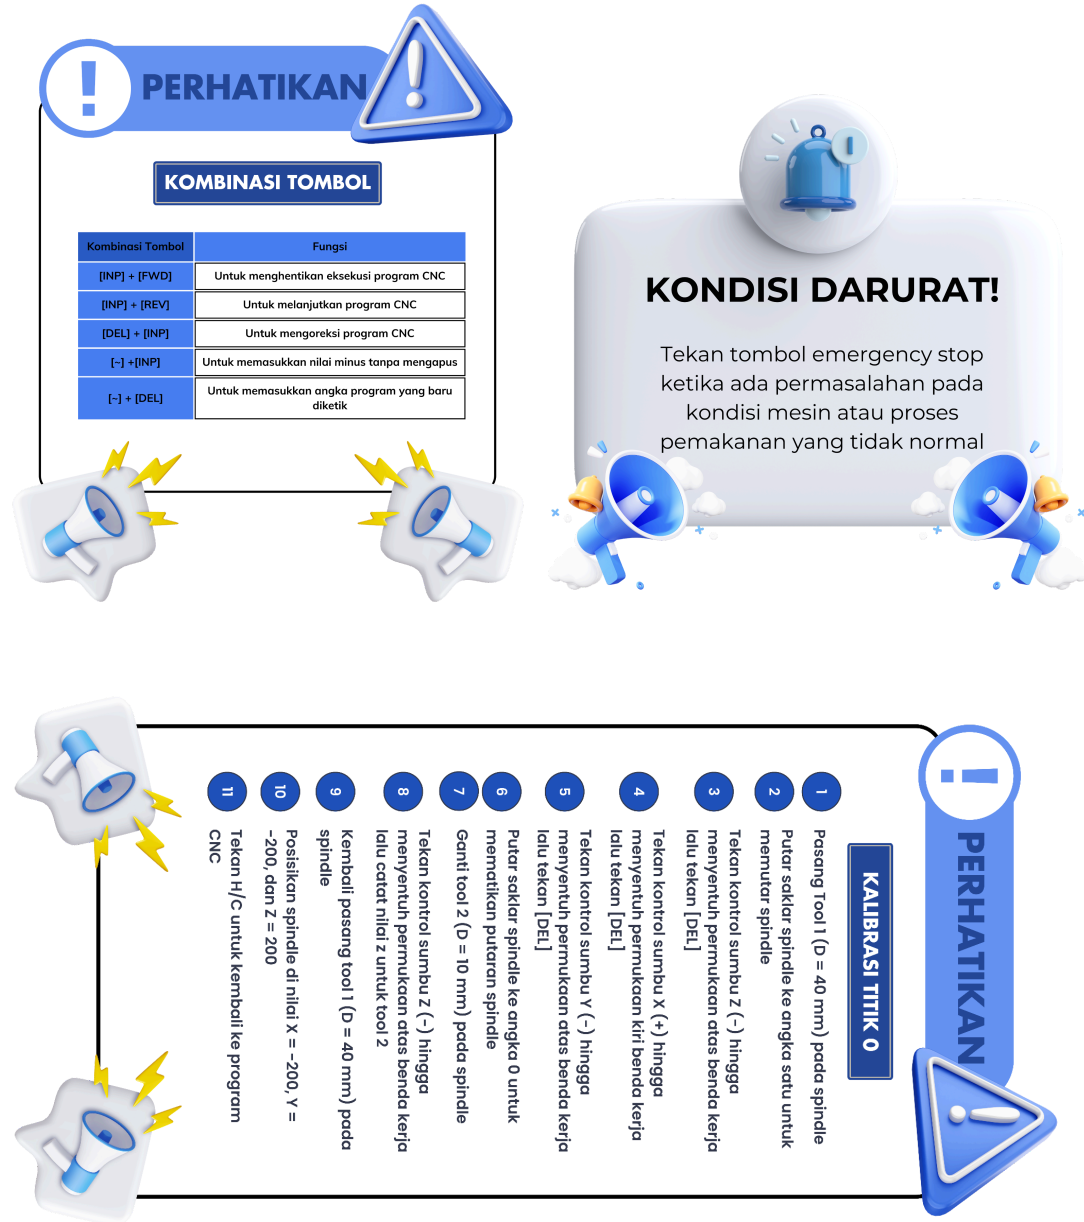 PERHATIKAN
KOMBINASI TOMBOL
Kombinasi Tombol Fungsi
[INP] + [FWD] Untuk menghentikan eksekusi program CNC
[INP] + [REV] Untuk melanjutkan program CNC
[DEL] + [INP] Untuk mengoreksi program CNC
[~] +[INP] Untuk memasukkan nilai minus tanpa mengapus
[~] + [DEL] Untuk memasukkan angka program yang baru
diketik
KONDISI DARURAT!
Tekan tombol emergency stop
ketika ada permasalahan pada
kondisi mesin atau proses
pemakanan yang tidak normal
PERHATIKAN
KALIBRASI TITIK 0
1 Pasang Tool 1 (D = 40 mm) pada spindle
2 Putar saklar spindle ke angka satu untuk
memutar spindle
3 Tekan kontrol sumbu Z (-) hingga
menyentuh permukaan atas benda kerja
lalu tekan [DEL]
4 Tekan kontrol sumbu X (+) hingga
menyentuh permukaan kiri benda kerja
lalu tekan [DEL]
5 Tekan kontrol sumbu Y (-) hingga
menyentuh permukaan atas benda kerja
lalu tekan [DEL]
6 Putar saklar spindle ke angka 0 untuk
mematikan putaran spindle
7 Ganti tool 2 (D = 10 mm) pada spindle
8 Tekan kontrol sumbu Z (-) hingga
menyentuh permukaan atas benda kerja
lalu catat nilai z untuk tool 2
9 Kembali pasang tool 1 (D = 40 mm) pada
spindle
10 Posisikan spindle di nilai X = -200, Y =
-200, dan Z = 200
11 Tekan H/C untuk kembali ke program
CNC